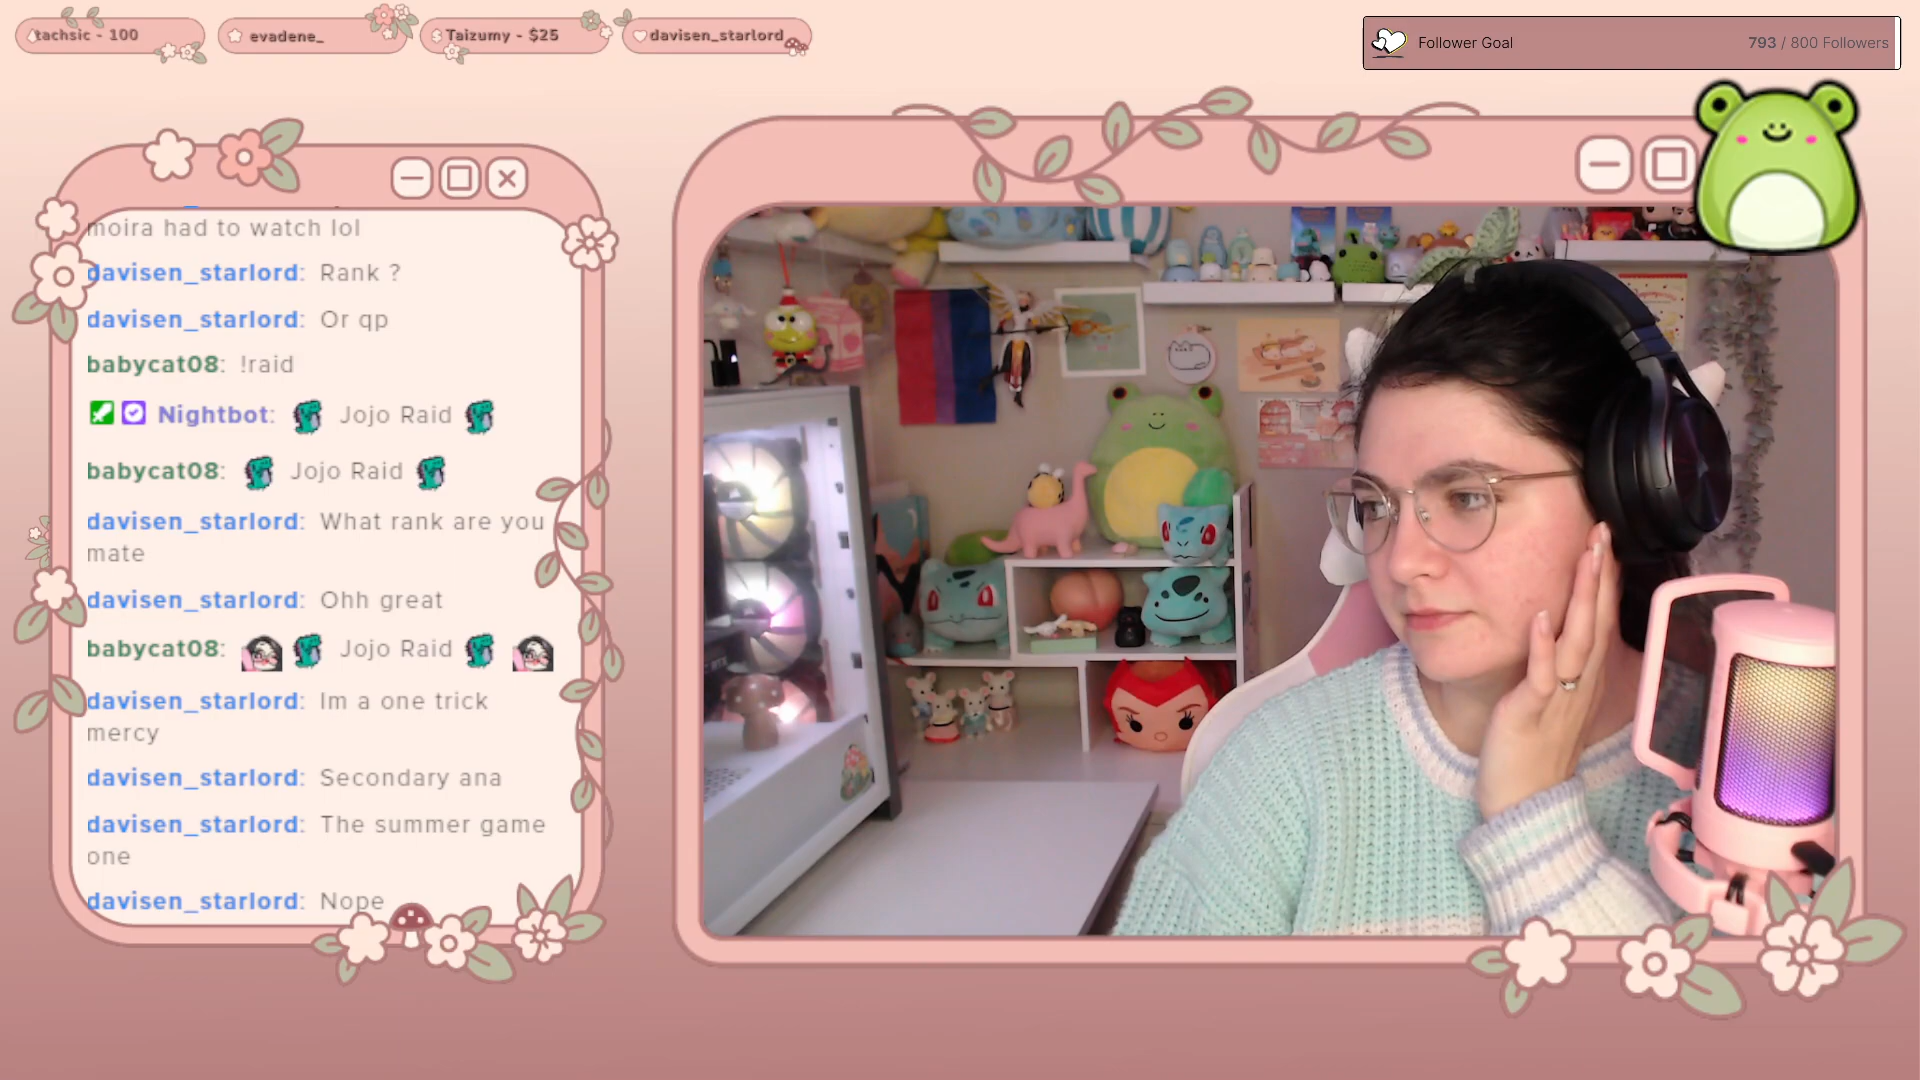 tachsic - 100
evadene_
Taizumy - $25
davisen_starlord
Follower Goal
793 / 800 Followers
moira had to watch lol
davisen_starlord: Rank ?
davisen_starlord: Or qp
babycat08: !raid
Nightbot: Jojo Raid
babycat08: Jojo Raid
davisen_starlord: What rank are you
mate
davisen_starlord: Ohh great
babycat08: Jojo Raid
davisen_starlord: Im a one trick
mercy
davisen_starlord: Secondary ana
davisen_starlord: The summer game
one
davisen_starlord: Nope